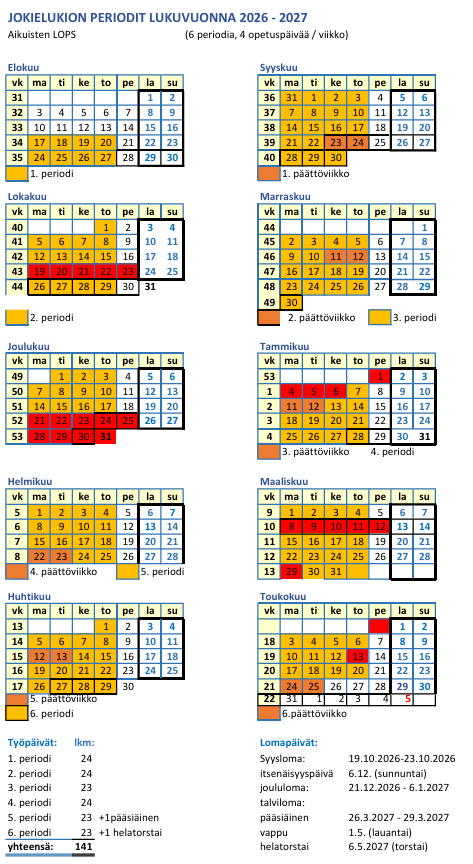 JOKIELUKION PERIODIT LUKUVUONNA 2026 - 2027
Aikuisten LOPS (6 periodia, 4 opetuspäivää / viikko)
Elokuu
vk ma ti ke to pe la su
31 1 2
32 3 4 5 6 7 8 9
33 10 11 12 13 14 15 16
34 17 18 19 20 21 22 23
35 24 25 26 27 28 29 30
1. periodi
Syyskuu
vk ma ti ke to pe la su
36 31 1 2 3 4 5 6
37 7 8 9 10 11 12 13
38 14 15 16 17 18 19 20
39 21 22 23 24 25 26 27
40 28 29 30
1. päättöviikko
Lokakuu
vk ma ti ke to pe la su
40 1 2 3 4
41 5 6 7 8 9 10 11
42 12 13 14 15 16 17 18
43 19 20 21 22 23 24 25
44 26 27 28 29 30 31
2. periodi
Marraskuu
vk ma ti ke to pe la su
44 1
45 2 3 4 5 6 7 8
46 9 10 11 12 13 14 15
47 16 17 18 19 20 21 22
48 23 24 25 26 27 28 29
49 30
2. päättöviikko 3. periodi
Joulukuu
vk ma ti ke to pe la su
49 1 2 3 4 5 6
50 7 8 9 10 11 12 13
51 14 15 16 17 18 19 20
52 21 22 23 24 25 26 27
53 28 29 30 31
Tammikuu
vk ma ti ke to pe la su
53 1 2 3
1 4 5 6 7 8 9 10
2 11 12 13 14 15 16 17
3 18 19 20 21 22 23 24
4 25 26 27 28 29 30 31
3. päättöviikko 4. periodi
Helmikuu
vk ma ti ke to pe la su
5 1 2 3 4 5 6 7
6 8 9 10 11 12 13 14
7 15 16 17 18 19 20 21
8 22 23 24 25 26 27 28
4. päättöviikko 5. periodi
Maaliskuu
vk ma ti ke to pe la su
9 1 2 3 4 5 6 7
10 8 9 10 11 12 13 14
11 15 16 17 18 19 20 21
12 22 23 24 25 26 27 28
13 29 30 31
Huhtikuu
vk ma ti ke to pe la su
13 1 2 3 4
14 5 6 7 8 9 10 11
15 12 13 14 15 16 17 18
16 19 20 21 22 23 24 25
17 26 27 28 29 30
5. päättöviikko
6. periodi
Toukokuu
vk ma ti ke to pe la su
1 2
18 3 4 5 6 7 8 9
19 10 11 12 13 14 15 16
20 17 18 19 20 21 22 23
21 24 25 26 27 28 29 30
22 31 1 2 3 4 5
6.päättöviikko
Työpäivät: lkm:
1. periodi 24
2. periodi 24
3. periodi 23
4. periodi 24
5. periodi 23 +1pääsiäinen
6. periodi 23 +1 helatorstai
yhteensä: 141
Lomapäivät:
Syysloma: 19.10.2026-23.10.2026
itsenäisyyspäivä 6.12. (sunnuntai)
joululoma: 21.12.2026 - 6.1.2027
talviloma:
pääsiäinen 26.3.2027 - 29.3.2027
vappu 1.5. (lauantai)
helatorstai 6.5.2027 (torstai)